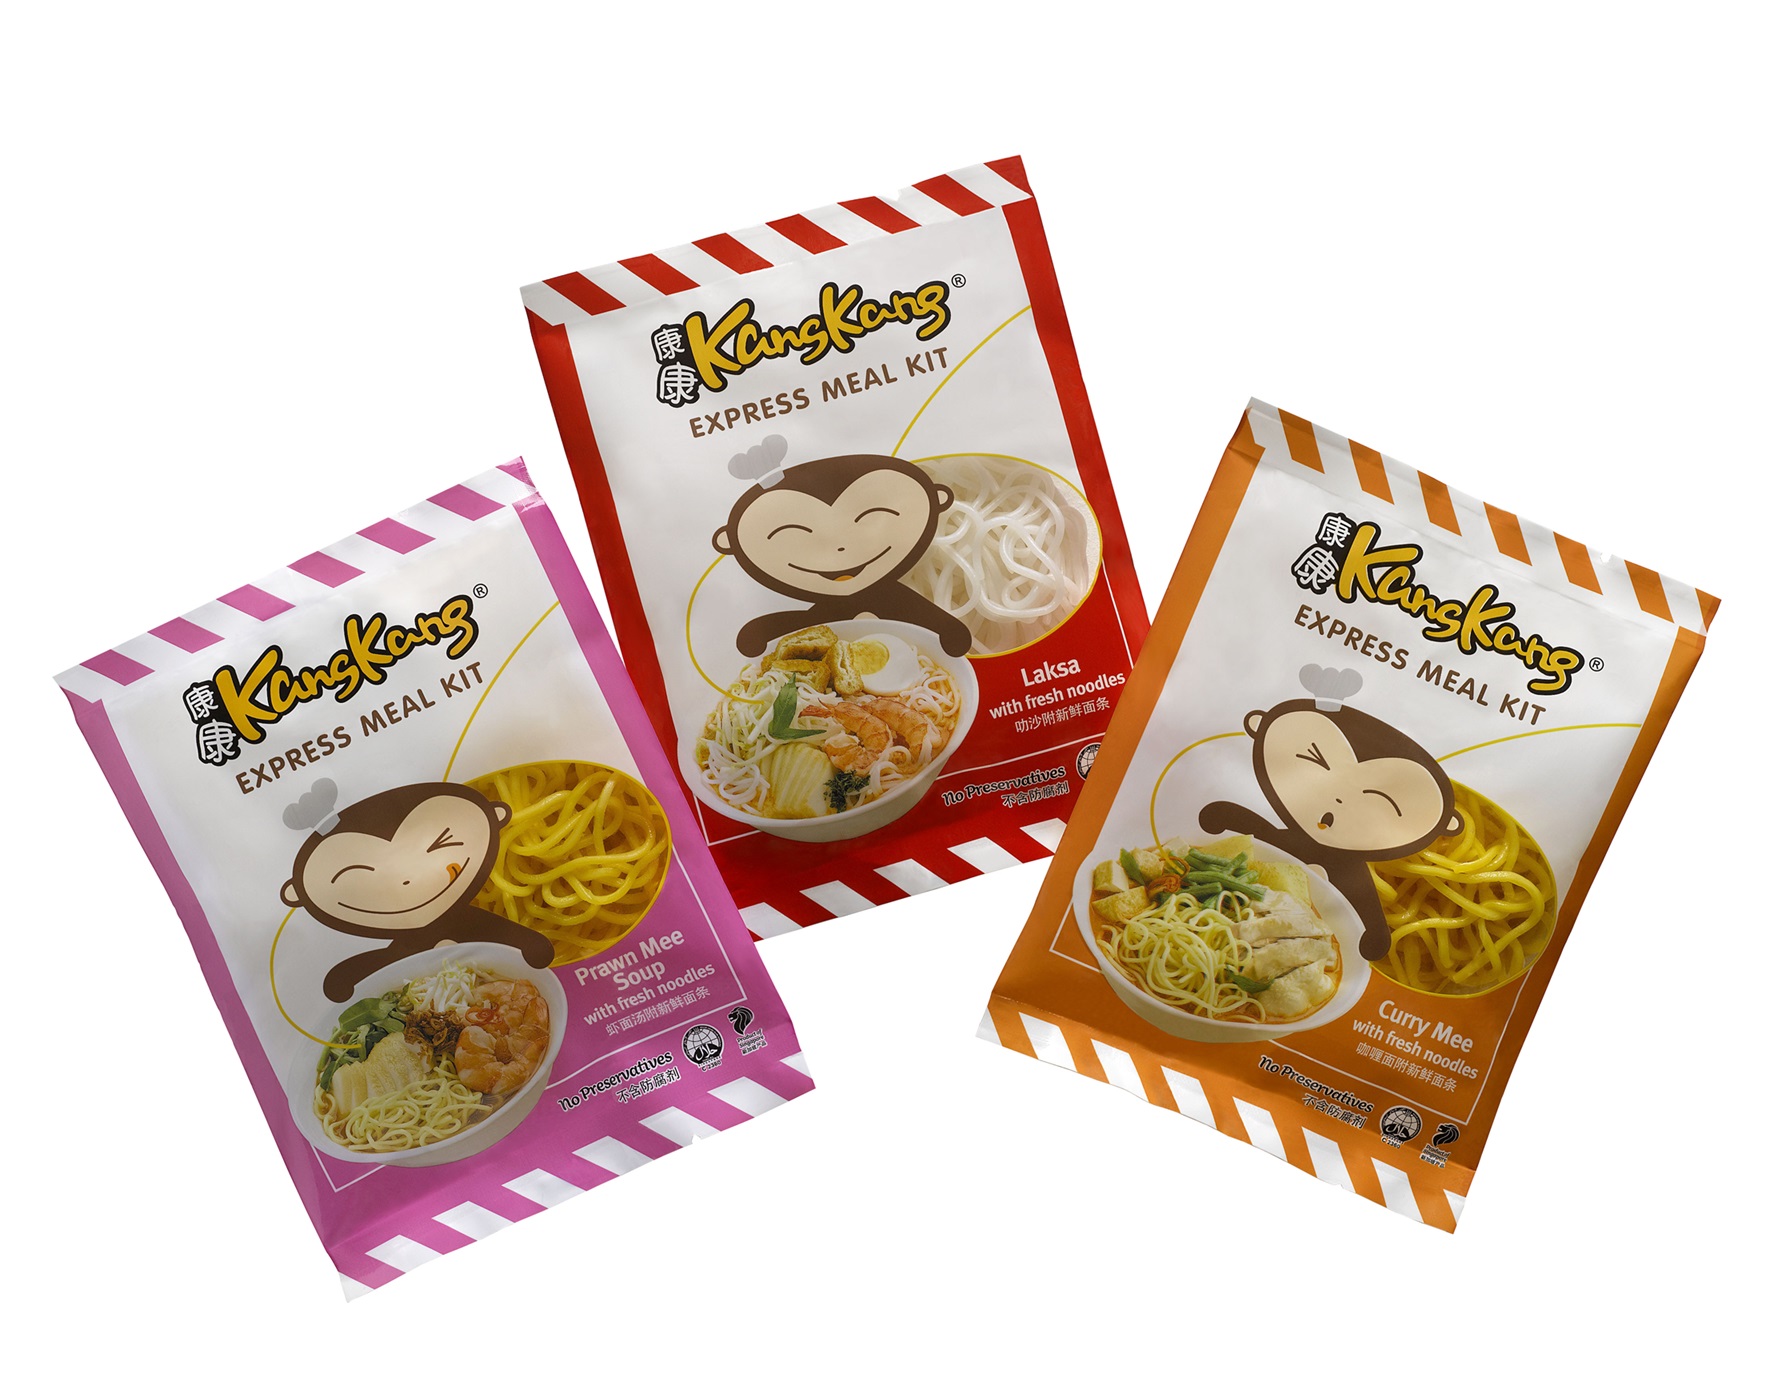 康康 KangKang®
EXPRESS MEAL KIT
Prawn Mee
Soup
with fresh noodles
虾面汤附新鲜面条
No Preservatives
不含防腐剂
康康 KangKang®
EXPRESS MEAL KIT
Laksa
with fresh noodles
叻沙附新鲜面条
No Preservatives
不含防腐剂
康康 KangKang®
EXPRESS MEAL KIT
Curry Mee
with fresh noodles
咖喱面附新鲜面条
No Preservatives
不含防腐剂